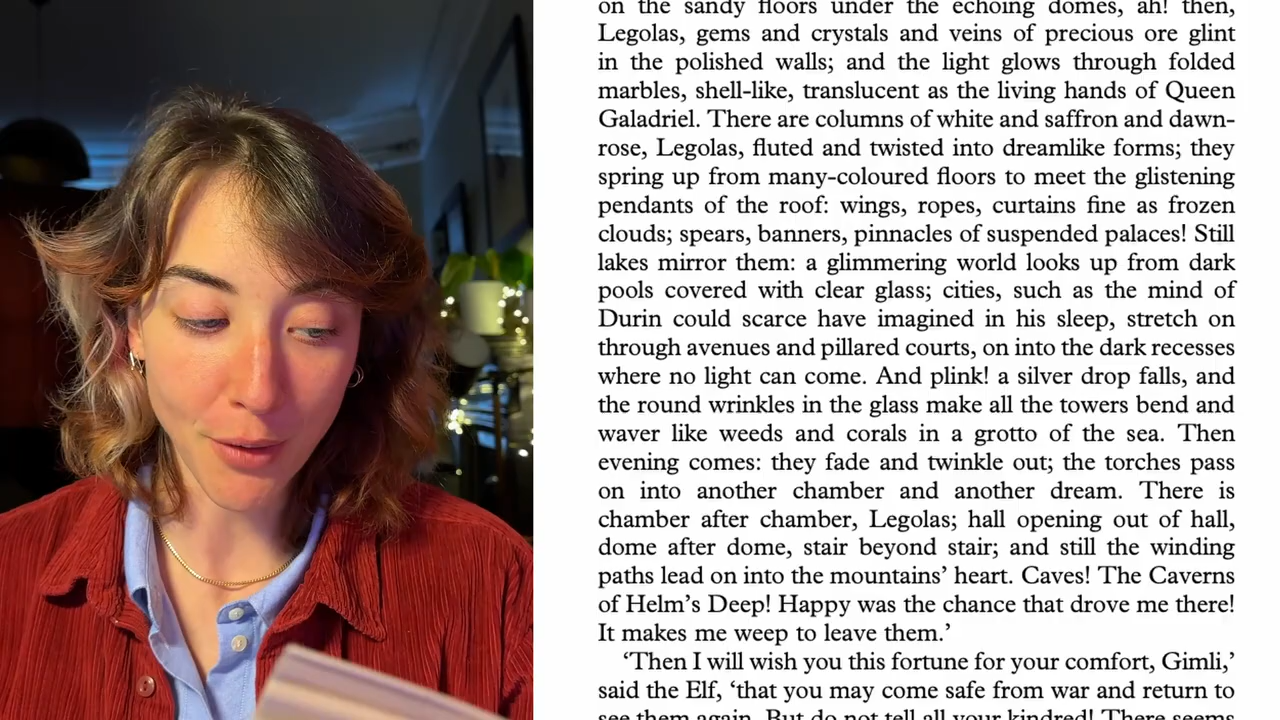 on the sandy floors under the echoing domes, ah! then,
Legolas, gems and crystals and veins of precious ore glint
in the polished walls; and the light glows through folded
marbles, shell-like, translucent as the living hands of Queen
Galadriel. There are columns of white and saffron and dawn-
rose, Legolas, fluted and twisted into dreamlike forms; they
spring up from many-coloured floors to meet the glistening
pendants of the roof: wings, ropes, curtains fine as frozen
clouds; spears, banners, pinnacles of suspended palaces! Still
lakes mirror them: a glimmering world looks up from dark
pools covered with clear glass; cities, such as the mind of
Durin could scarce have imagined in his sleep, stretch on
through avenues and pillared courts, on into the dark recesses
where no light can come. And plink! a silver drop falls, and
the round wrinkles in the glass make all the towers bend and
waver like weeds and corals in a grotto of the sea. Then
evening comes: they fade and twinkle out; the torches pass
on into another chamber and another dream. There is
chamber after chamber, Legolas; hall opening out of hall,
dome after dome, stair beyond stair; and still the winding
paths lead on into the mountains’ heart. Caves! The Caverns
of Helm’s Deep! Happy was the chance that drove me there!
It makes me weep to leave them.’
‘Then I will wish you this fortune for your comfort, Gimli,’
said the Elf, ‘that you may come safe from war and return to
see them again. But do not tell all your kindred! There seems